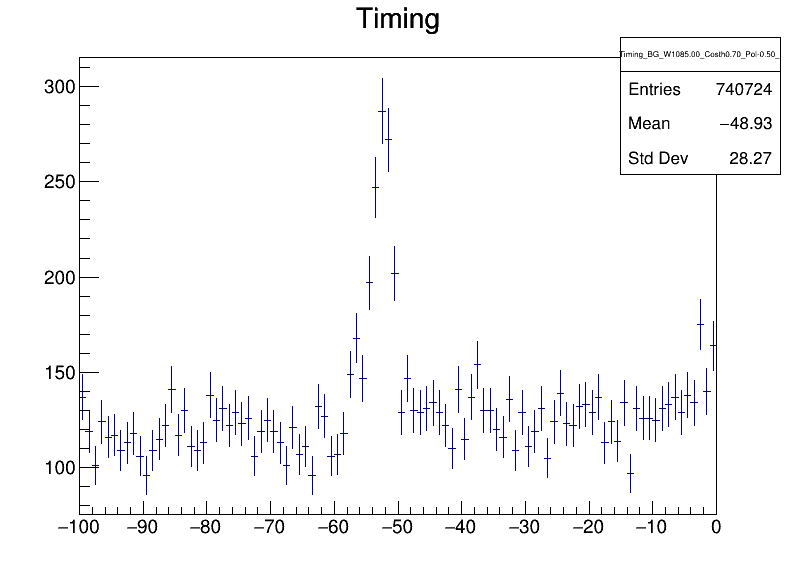 Timing
Timing_BG_W1085.00_Costh0.70_Pol-0.50_
Entries 740724
Mean −48.93
Std Dev 28.27
300
250
200
150
100
−100 −90 −80 −70 −60 −50 −40 −30 −20 −10 0